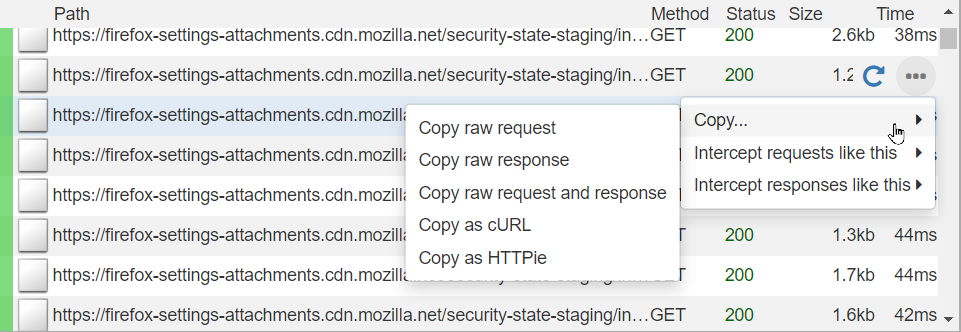 Path Method Status Size Time
https://firefox-settings-attachments.cdn.mozilla.net/security-state-staging/in… GET 200 2.6kb 38ms
https://firefox-settings-attachments.cdn.mozilla.net/security-state-staging/in… GET 200 1.2
https://firefox-settings-attachments.cdn.mozilla
Copy...
Copy raw request
https://firefox-settings-attachments.cdn.mozilla
Intercept requests like this
Copy raw response
Intercept responses like this
https://firefox-settings-attachments.cdn.mozilla
Copy raw request and response
https://firefox-settings-attachments.cdn.mozilla 200 1.3kb 44ms
Copy as cURL
Copy as HTTPie
https://firefox-settings-attachments.cdn.mozilla 200 1.7kb 44ms
https://firefox-settings-attachments.cdn.mozilla.net/security-state-staging/in… GET 200 1.6kb 42ms